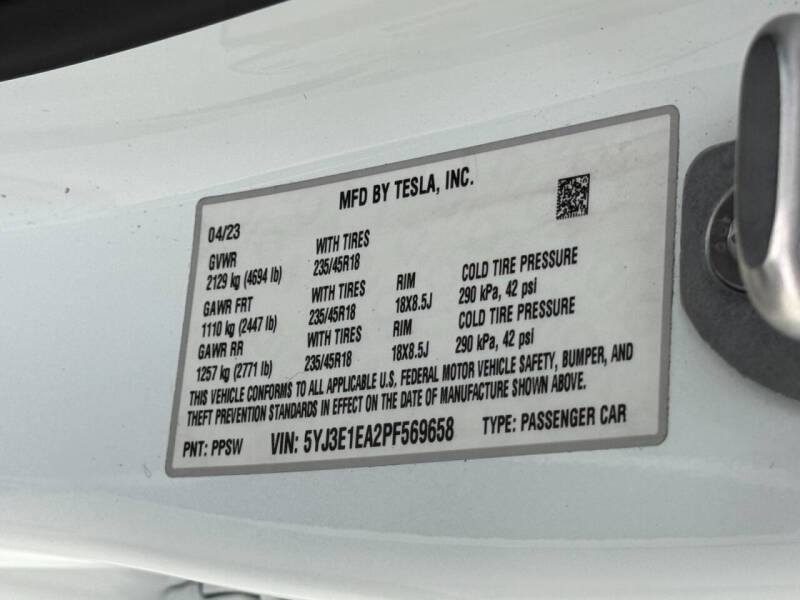 MFD BY TESLA, INC.
04/23
GVWR WITH TIRES
2129 kg (4694 lb) 235/45R18
GAWR FRT WITH TIRES RIM COLD TIRE PRESSURE
1110 kg (2447 lb) 235/45R18 18X8.5J 290 kPa, 42 psi
GAWR RR WITH TIRES RIM COLD TIRE PRESSURE
1257 kg (2771 lb) 235/45R18 18X8.5J 290 kPa, 42 psi
THIS VEHICLE CONFORMS TO ALL APPLICABLE U.S. FEDERAL MOTOR VEHICLE SAFETY, BUMPER, AND
THEFT PREVENTION STANDARDS IN EFFECT ON THE DATE OF MANUFACTURE SHOWN ABOVE.
PNT: PPSW VIN: 5YJ3E1EA2PF569658 TYPE: PASSENGER CAR